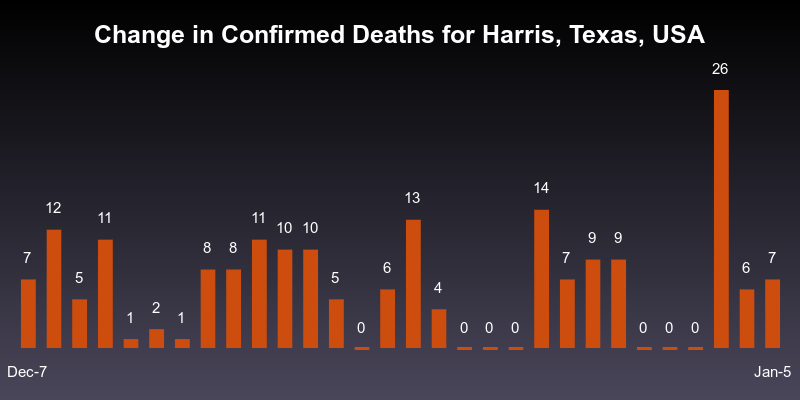 Change in Confirmed Deaths for Harris, Texas, USA
7 12 5 11 1 2 1 8 8 11 10 10 5 0 6 13 4 0 0 0 14 7 9 9 0 0 0 26 6 7
Dec-7 Jan-5